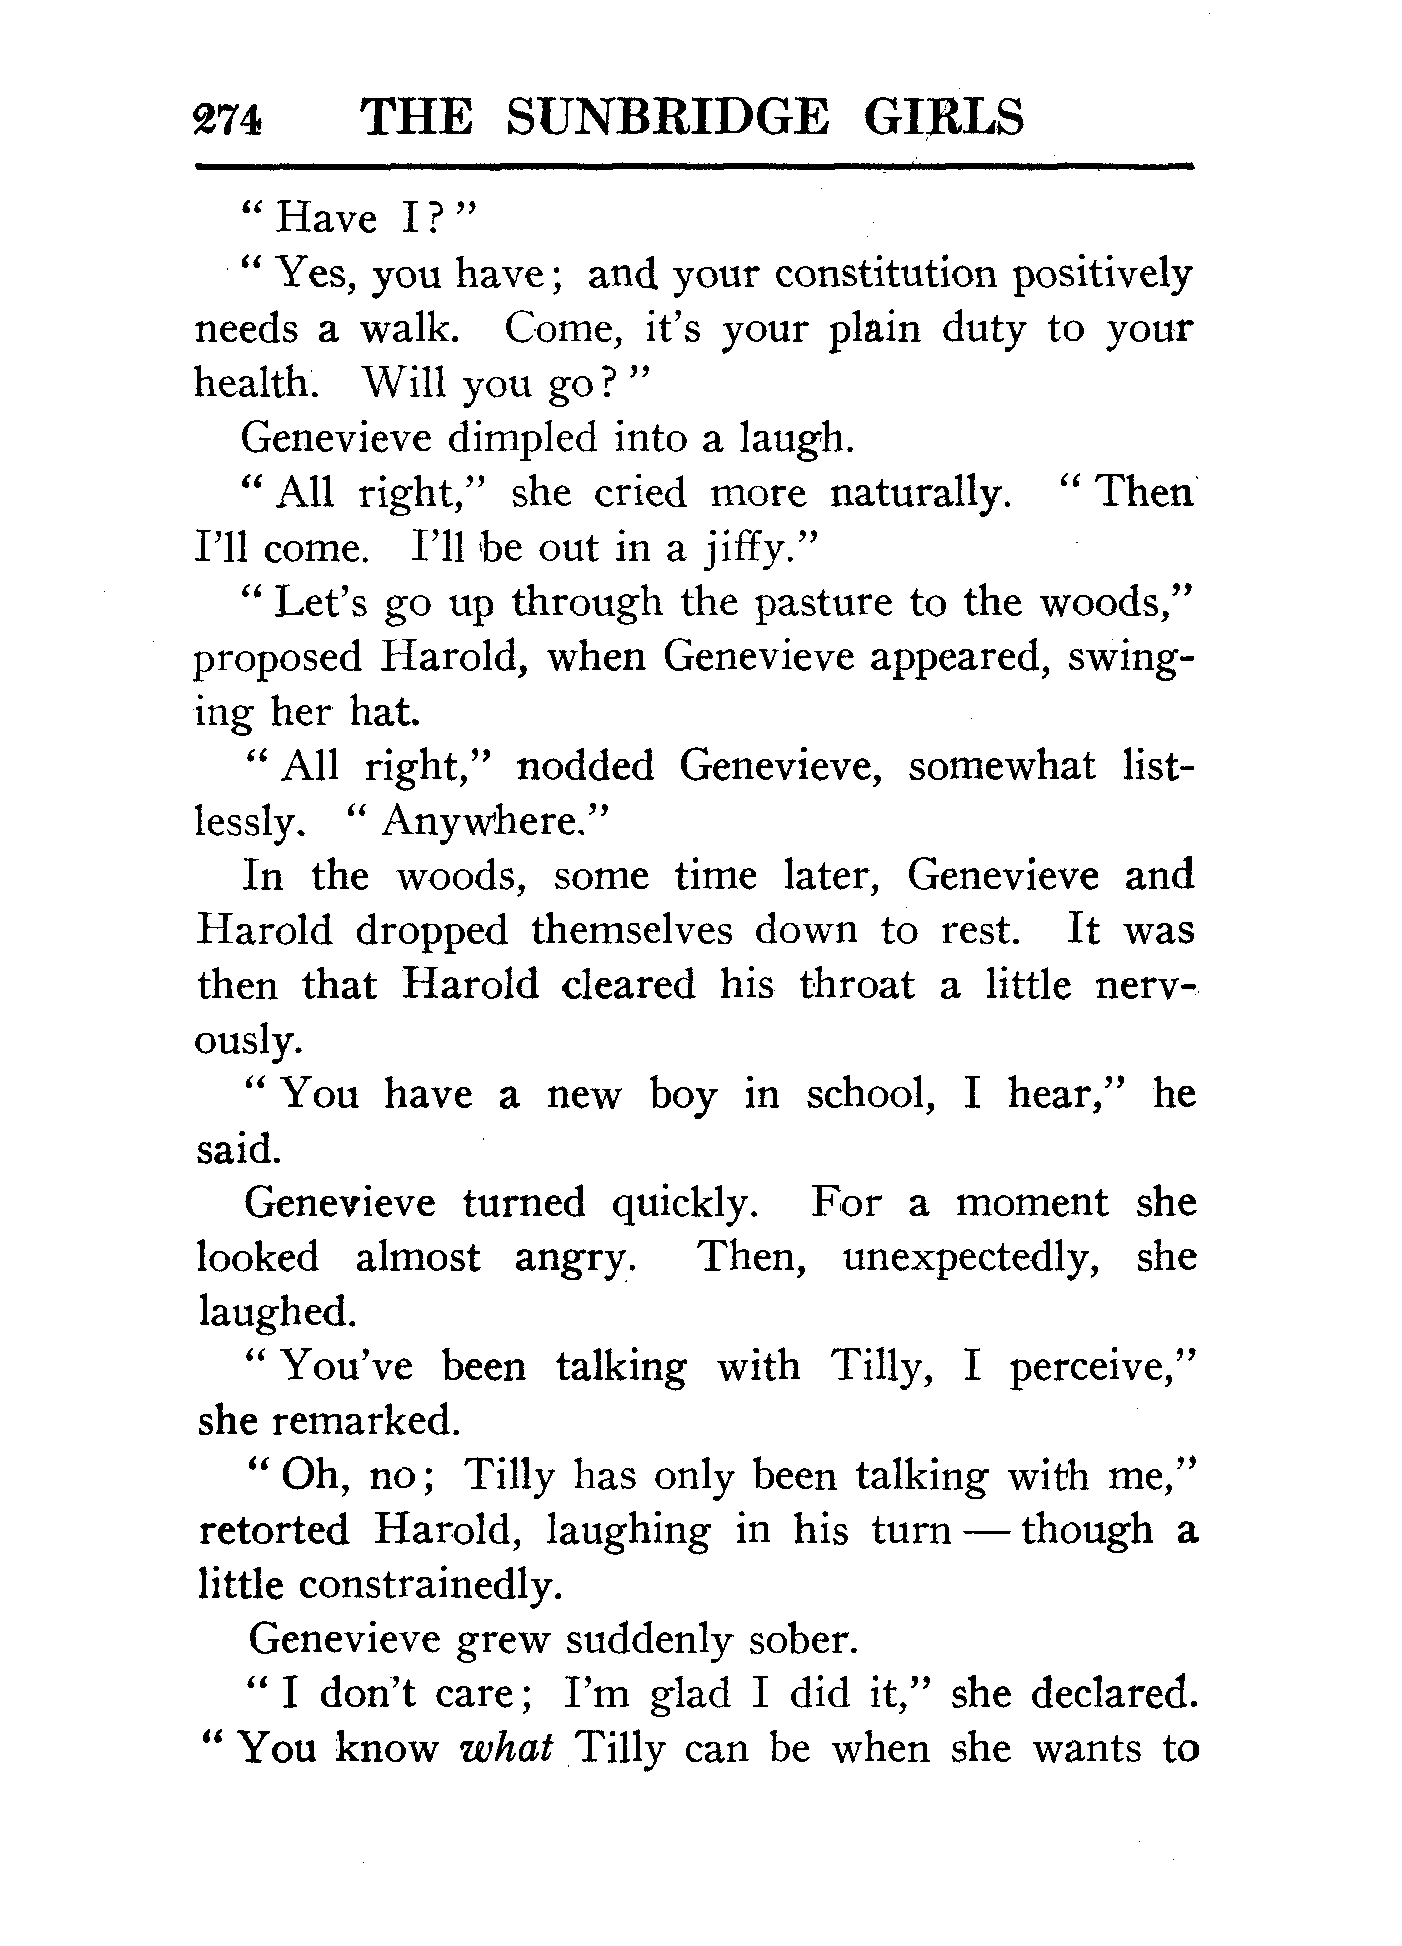 274 THE SUNBRIDGE GIRLS
“ Have I? ”
“ Yes, you have; and your constitution positively
needs a walk. Come, it's your plain duty to your
health. Will you go? ”
Genevieve dimpled into a laugh.
“ All right,” she cried more naturally. “ Then
I'll come. I'll be out in a jiffy.”
“ Let's go up through the pasture to the woods,”
proposed Harold, when Genevieve appeared, swing-
ing her hat.
“ All right,” nodded Genevieve, somewhat list-
lessly. “ Anywhere.”
In the woods, some time later, Genevieve and
Harold dropped themselves down to rest. It was
then that Harold cleared his throat a little nerv-
ously.
“ You have a new boy in school, I hear,” he
said.
Genevieve turned quickly. For a moment she
looked almost angry. Then, unexpectedly, she
laughed.
“ You've been talking with Tilly, I perceive,”
she remarked.
“ Oh, no; Tilly has only been talking with me,”
retorted Harold, laughing in his turn — though a
little constrainedly.
Genevieve grew suddenly sober.
“ I don't care; I'm glad I did it,” she declared.
“ You know what Tilly can be when she wants to